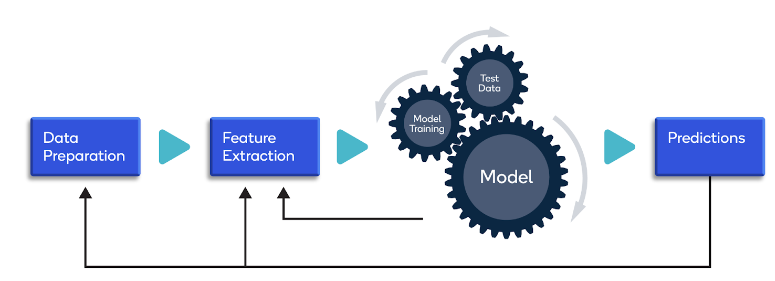 Data
Preparation
Feature
Extraction
Model
Training
Test
Data
Model
Predictions